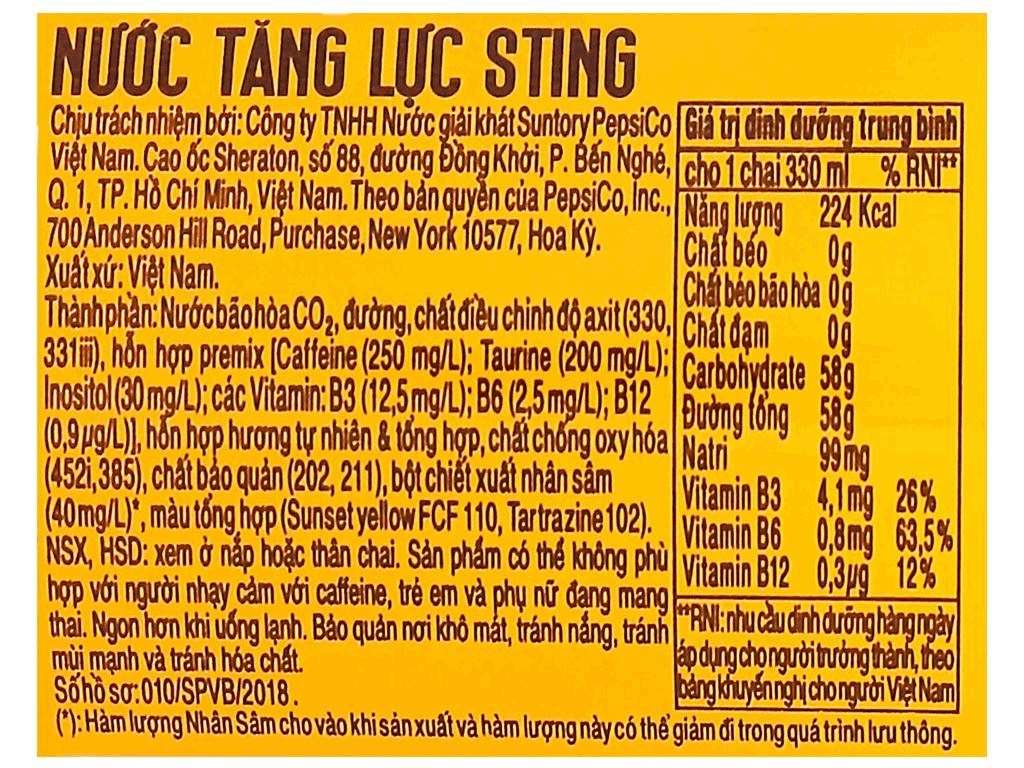 NƯỚC TĂNG LỰC STING
Chịu trách nhiệm bởi: Công ty TNHH Nước giải khát Suntory PepsiCo
Việt Nam. Cao ốc Sheraton, số 88, đường Đồng Khởi, P. Bến Nghé,
Q. 1, TP. Hồ Chí Minh, Việt Nam. Theo bản quyền của PepsiCo, Inc.,
700 Anderson Hill Road, Purchase, New York 10577, Hoa Kỳ.
Xuất xứ: Việt Nam.
Thành phần: Nước bão hòa CO₂, đường, chất điều chỉnh độ axit (330,
331iii), hỗn hợp premix [Caffeine (250 mg/L); Taurine (200 mg/L);
Inositol (30 mg/L); các Vitamin: B3 (12,5 mg/L); B6 (2,5 mg/L); B12
(0,9 µg/L)], hỗn hợp hương tự nhiên & tổng hợp, chất chống oxy hóa
(452i, 385), chất bảo quản (202, 211), bột chiết xuất nhân sâm
(40 mg/L)*, màu tổng hợp (Sunset yellow FCF 110, Tartrazine 102).
NSX, HSD: xem ở nắp hoặc thân chai. Sản phẩm có thể không phù
hợp với người nhạy cảm với caffeine, trẻ em và phụ nữ đang mang
thai. Ngon hơn khi uống lạnh. Bảo quản nơi khô mát, tránh nắng, tránh
mùi mạnh và tránh hóa chất.
Số hồ sơ: 010/SPVB/2018.
Giá trị dinh dưỡng trung bình
cho 1 chai 330 ml % RNI**
Năng lượng 224 Kcal
Chất béo 0g
Chất béo bão hòa 0g
Chất đạm 0g
Carbohydrate 58g
Đường tổng 58g
Natri 99mg
Vitamin B3 4,1mg 26%
Vitamin B6 0,8mg 63,5%
Vitamin B12 0,3µg 12%
**RNI: nhu cầu dinh dưỡng hàng ngày
áp dụng cho người trưởng thành, theo
bảng khuyến nghị cho người Việt Nam
(*): Hàm lượng Nhân Sâm cho vào khi sản xuất và hàm lượng này có thể giảm đi trong quá trình lưu thông.